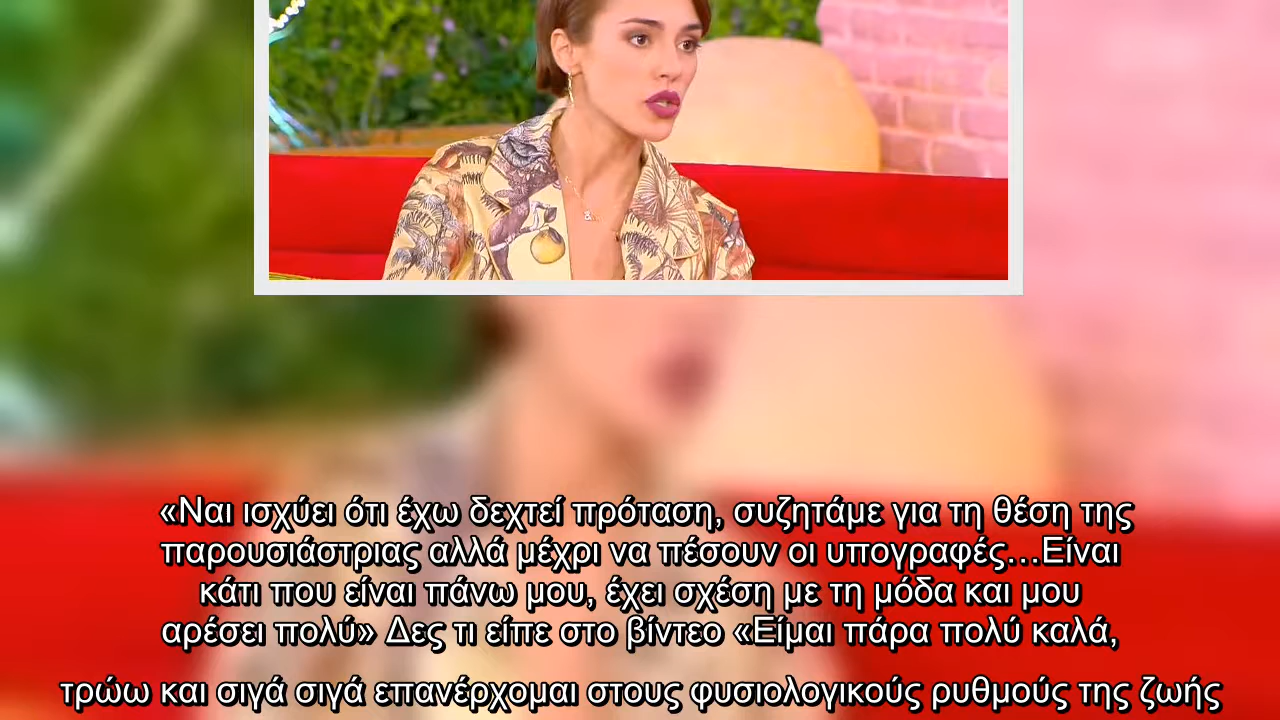 «Ναι ισχύει ότι έχω δεχτεί πρόταση, συζητάμε για τη θέση της
παρουσιάστριας αλλά μέχρι να πέσουν οι υπογραφές…Είναι
κάτι που είναι πάνω μου, έχει σχέση με τη μόδα και μου
αρέσει πολύ» Δες τι είπε στο βίντεο «Είμαι πάρα πολύ καλά,
τρώω και σιγά σιγά επανέρχομαι στους φυσιολογικούς ρυθμούς της ζωής